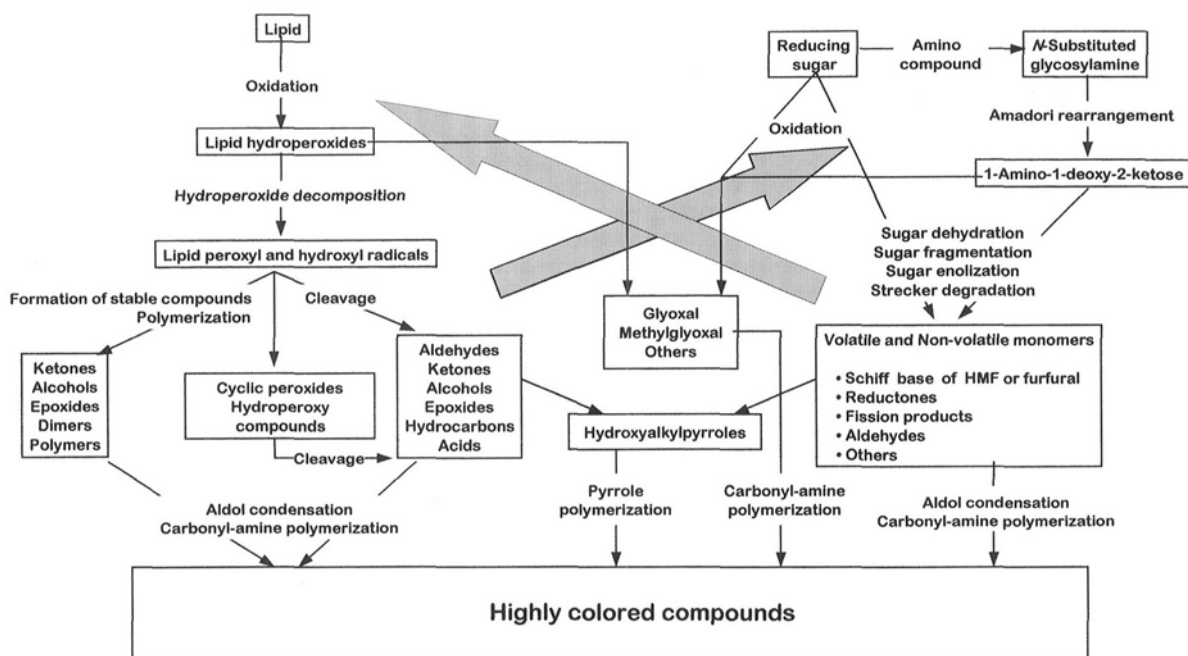 Lipid
Oxidation
Lipid hydroperoxides
Hydroperoxide decomposition
Lipid peroxyl and hydroxyl radicals
Formation of stable compounds
Polymerization
Cleavage
Ketones
Alcohols
Epoxides
Dimers
Polymers
Cyclic peroxides
Hydroperoxy
compounds
Cleavage
Aldehydes
Ketones
Alcohols
Epoxides
Hydrocarbons
Acids
Aldol condensation
Carbonyl-amine polymerization
Reducing
sugar
Amino
compound
N-Substituted
glycosylamine
Oxidation
Amadori rearrangement
1-Amino-1-deoxy-2-ketose
Sugar dehydration
Sugar fragmentation
Sugar enolization
Strecker degradation
Glyoxal
Methylglyoxal
Others
Volatile and Non-volatile monomers
• Schiff base of HMF or furfural
• Reductones
• Fission products
• Aldehydes
• Others
Hydroxyalkylpyrroles
Pyrrole
polymerization
Carbonyl-amine
polymerization
Aldol condensation
Carbonyl-amine polymerization
Highly colored compounds